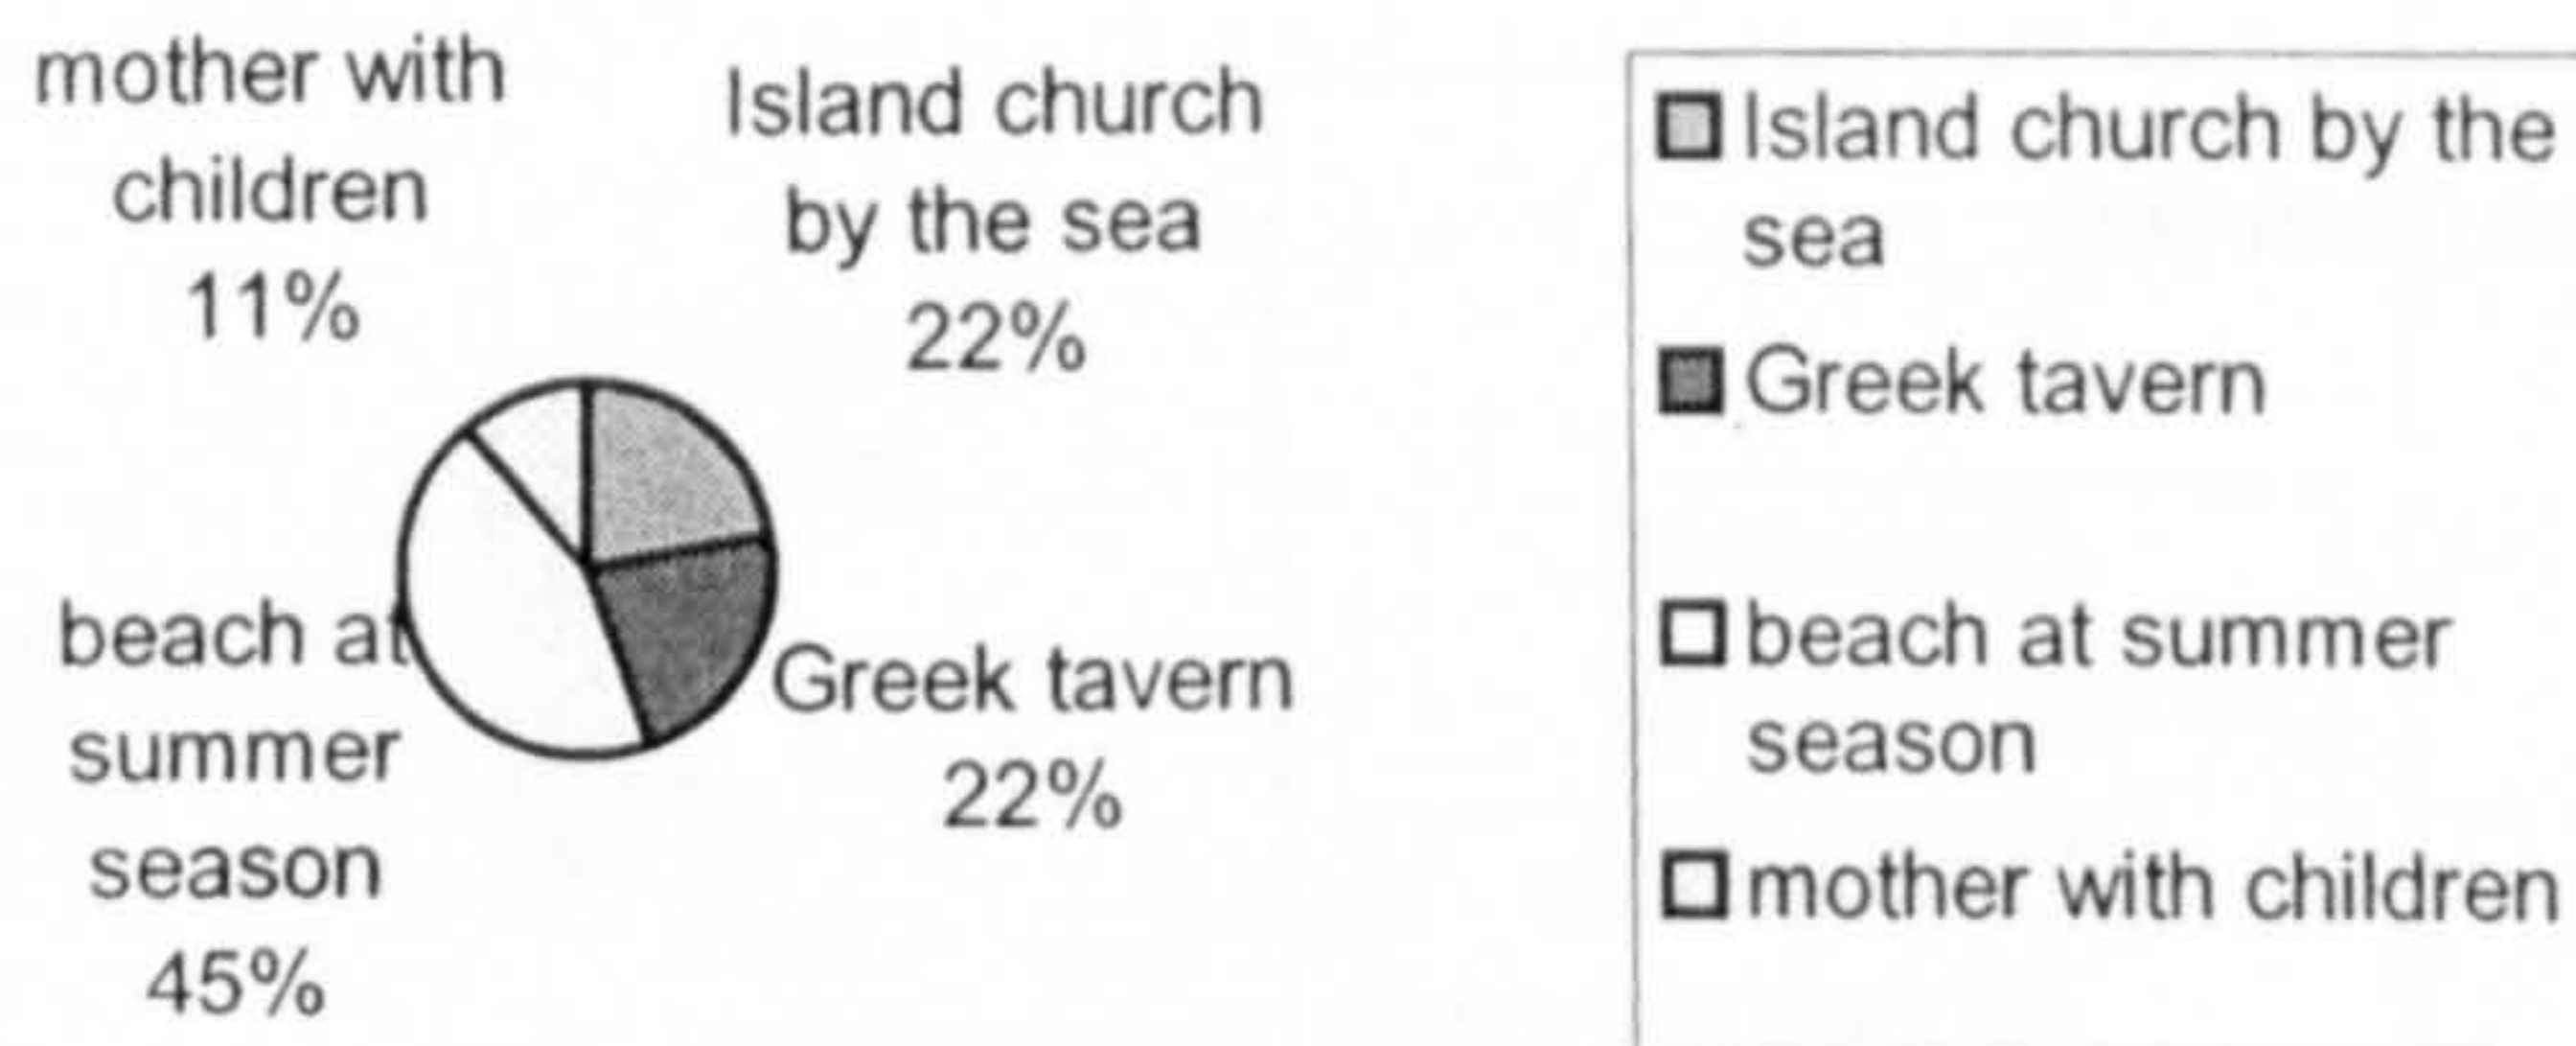 mother with
children
11%
Island church
by the sea
22%
beach at
summer
season
45%
Greek tavern
22%
Island church by the
sea
Greek tavern
beach at summer
season
mother with children